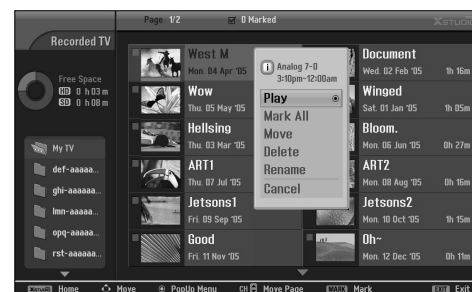 Page 1/2
0 Marked
Xstudio
Recorded TV
Free Space
HD 0 h 03 m
SD 0 h 08 m
My TV
def-aaaaa...
ghi-aaaaa...
lmn-aaaaa...
opq-aaaaa...
rst-aaaaaa...
West M
Mon. 04 Apr '05
Wow
Thu. 05 May '05
Hellsing
Thu. 03 Mar '05
ART1
Thu. 07 Jul '05
Jetsons1
Fri. 09 Sep '05
Good
Fri. 11 Nov '05
Analog 7-0
3:10pm-12:00am
Play
Mark All
Move
Delete
Rename
Cancel
Document
Wed. 02 Feb '05 1h 16m
Winged
Sat. 01 Jan '05 1h 05m
Bloom.
Mon. 06 Jun '05 0h 27m
ART2
Mon. 08 Aug '05 0h 16m
Jetsons2
Mon. 10 Oct '05 1h 15m
Oh~
Mon. 12 Dec '05 0h 11m
Home Move PopUp Menu CH Move Page MARK Mark EXIT Exit